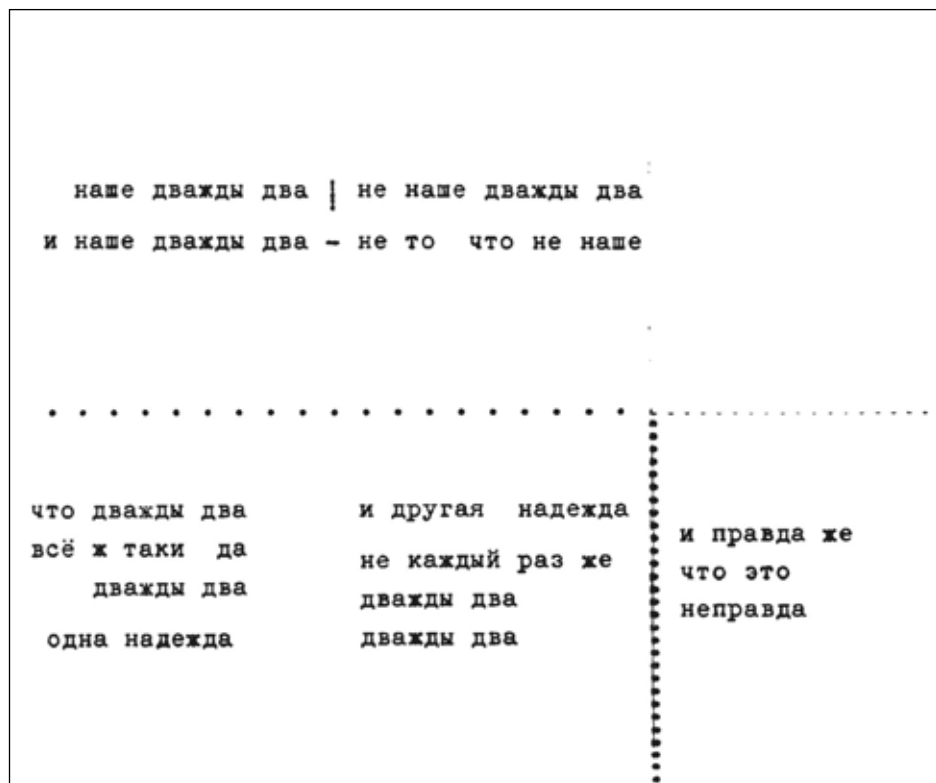 наше дважды два | не наше дважды два
и наше дважды два – не то что не наше
что дважды два
всё ж таки да
дважды два
одна надежда
и другая надежда
не каждый раз же
дважды два
дважды два
и правда же
что это
неправда